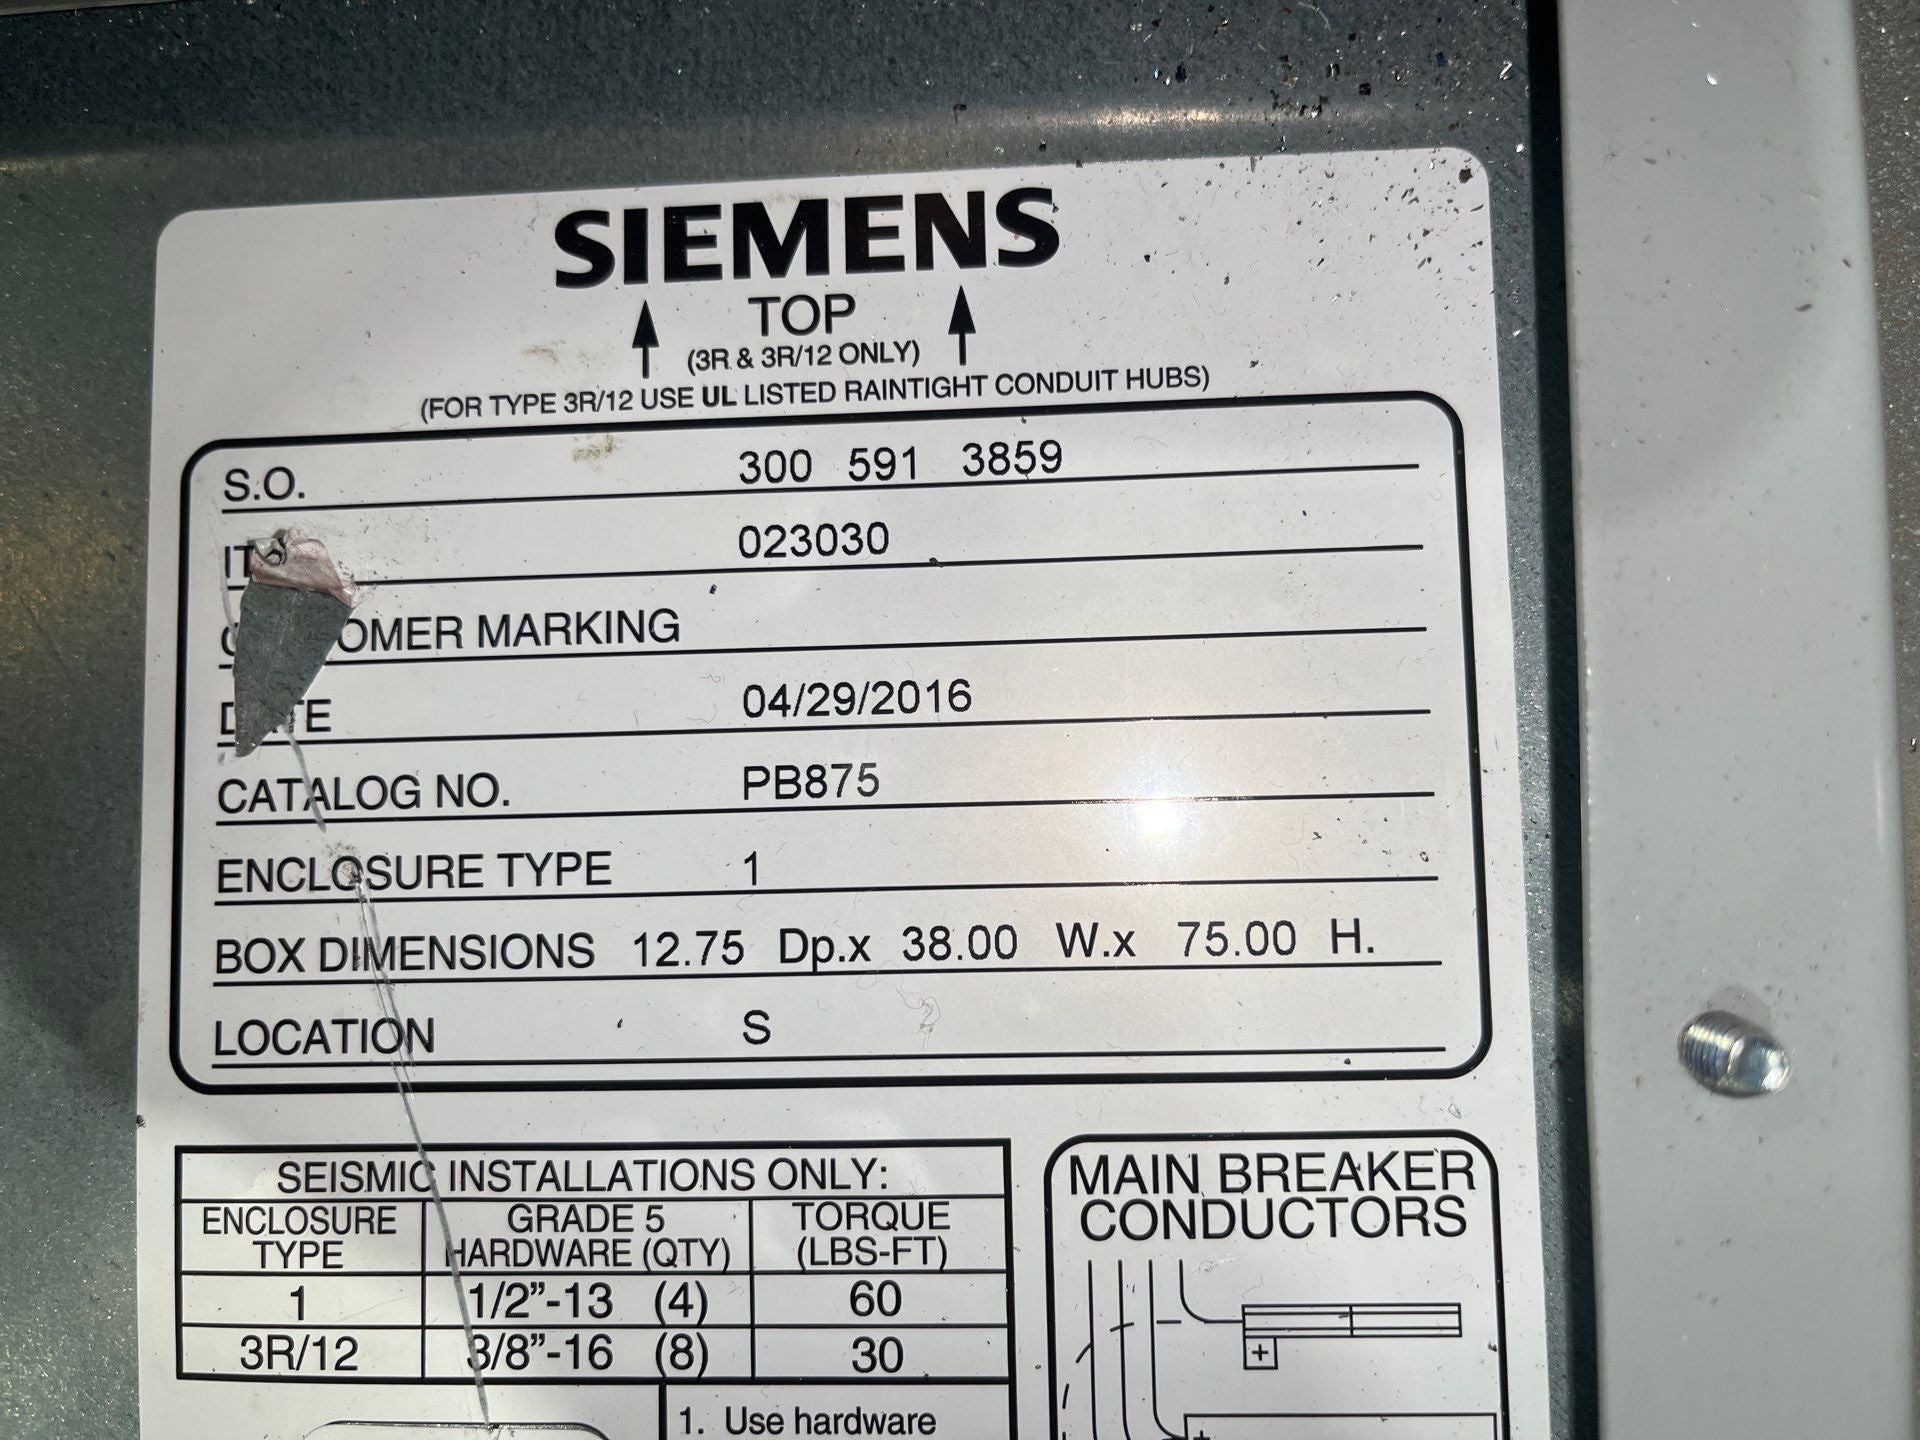 SIEMENS
TOP
(3R & 3R/12 ONLY)
(FOR TYPE 3R/12 USE UL LISTED RAINTIGHT CONDUIT HUBS)
S.O. 300 591 3859
023030
MARKING
04/29/2016
CATALOG NO. PB875
ENCLOSURE TYPE 1
BOX DIMENSIONS 12.75 Dp.x 38.00 W.x 75.00 H.
LOCATION S
SEISMIC INSTALLATIONS ONLY:
ENCLOSURE TYPE GRADE 5 HARDWARE (QTY) TORQUE (LBS-FT)
1 1/2"-13 (4) 60
3R/12 3/8"-16 (8) 30
1. Use hardware
MAIN BREAKER
CONDUCTORS